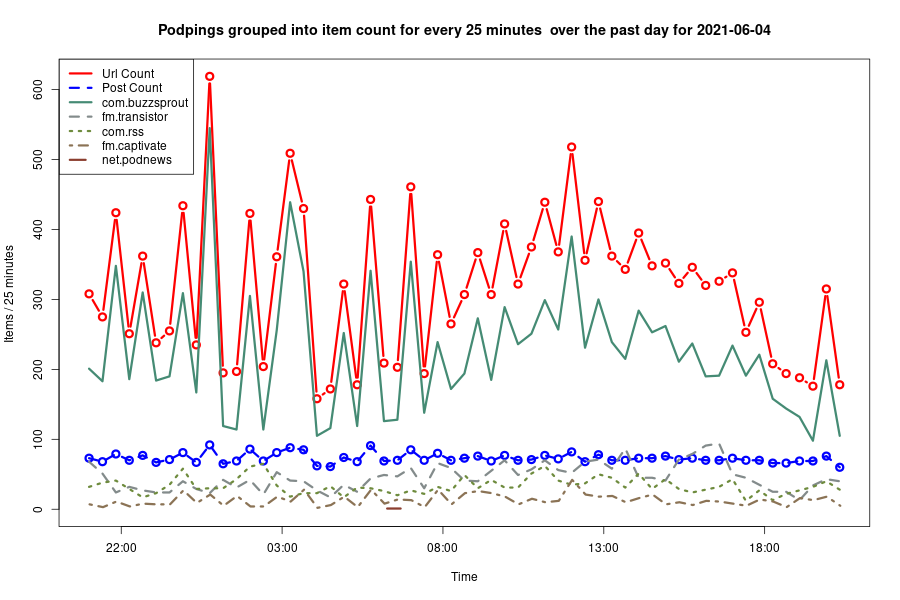 Podpings grouped into item count for every 25 minutes  over the past day for 2021-06-04
Url Count
Post Count
com.buzzsprout
fm.transistor
com.rss
fm.captivate
net.podnews
600
500
400
300
200
100
0
Items / 25 minutes
22:00 03:00 08:00 13:00 18:00
Time